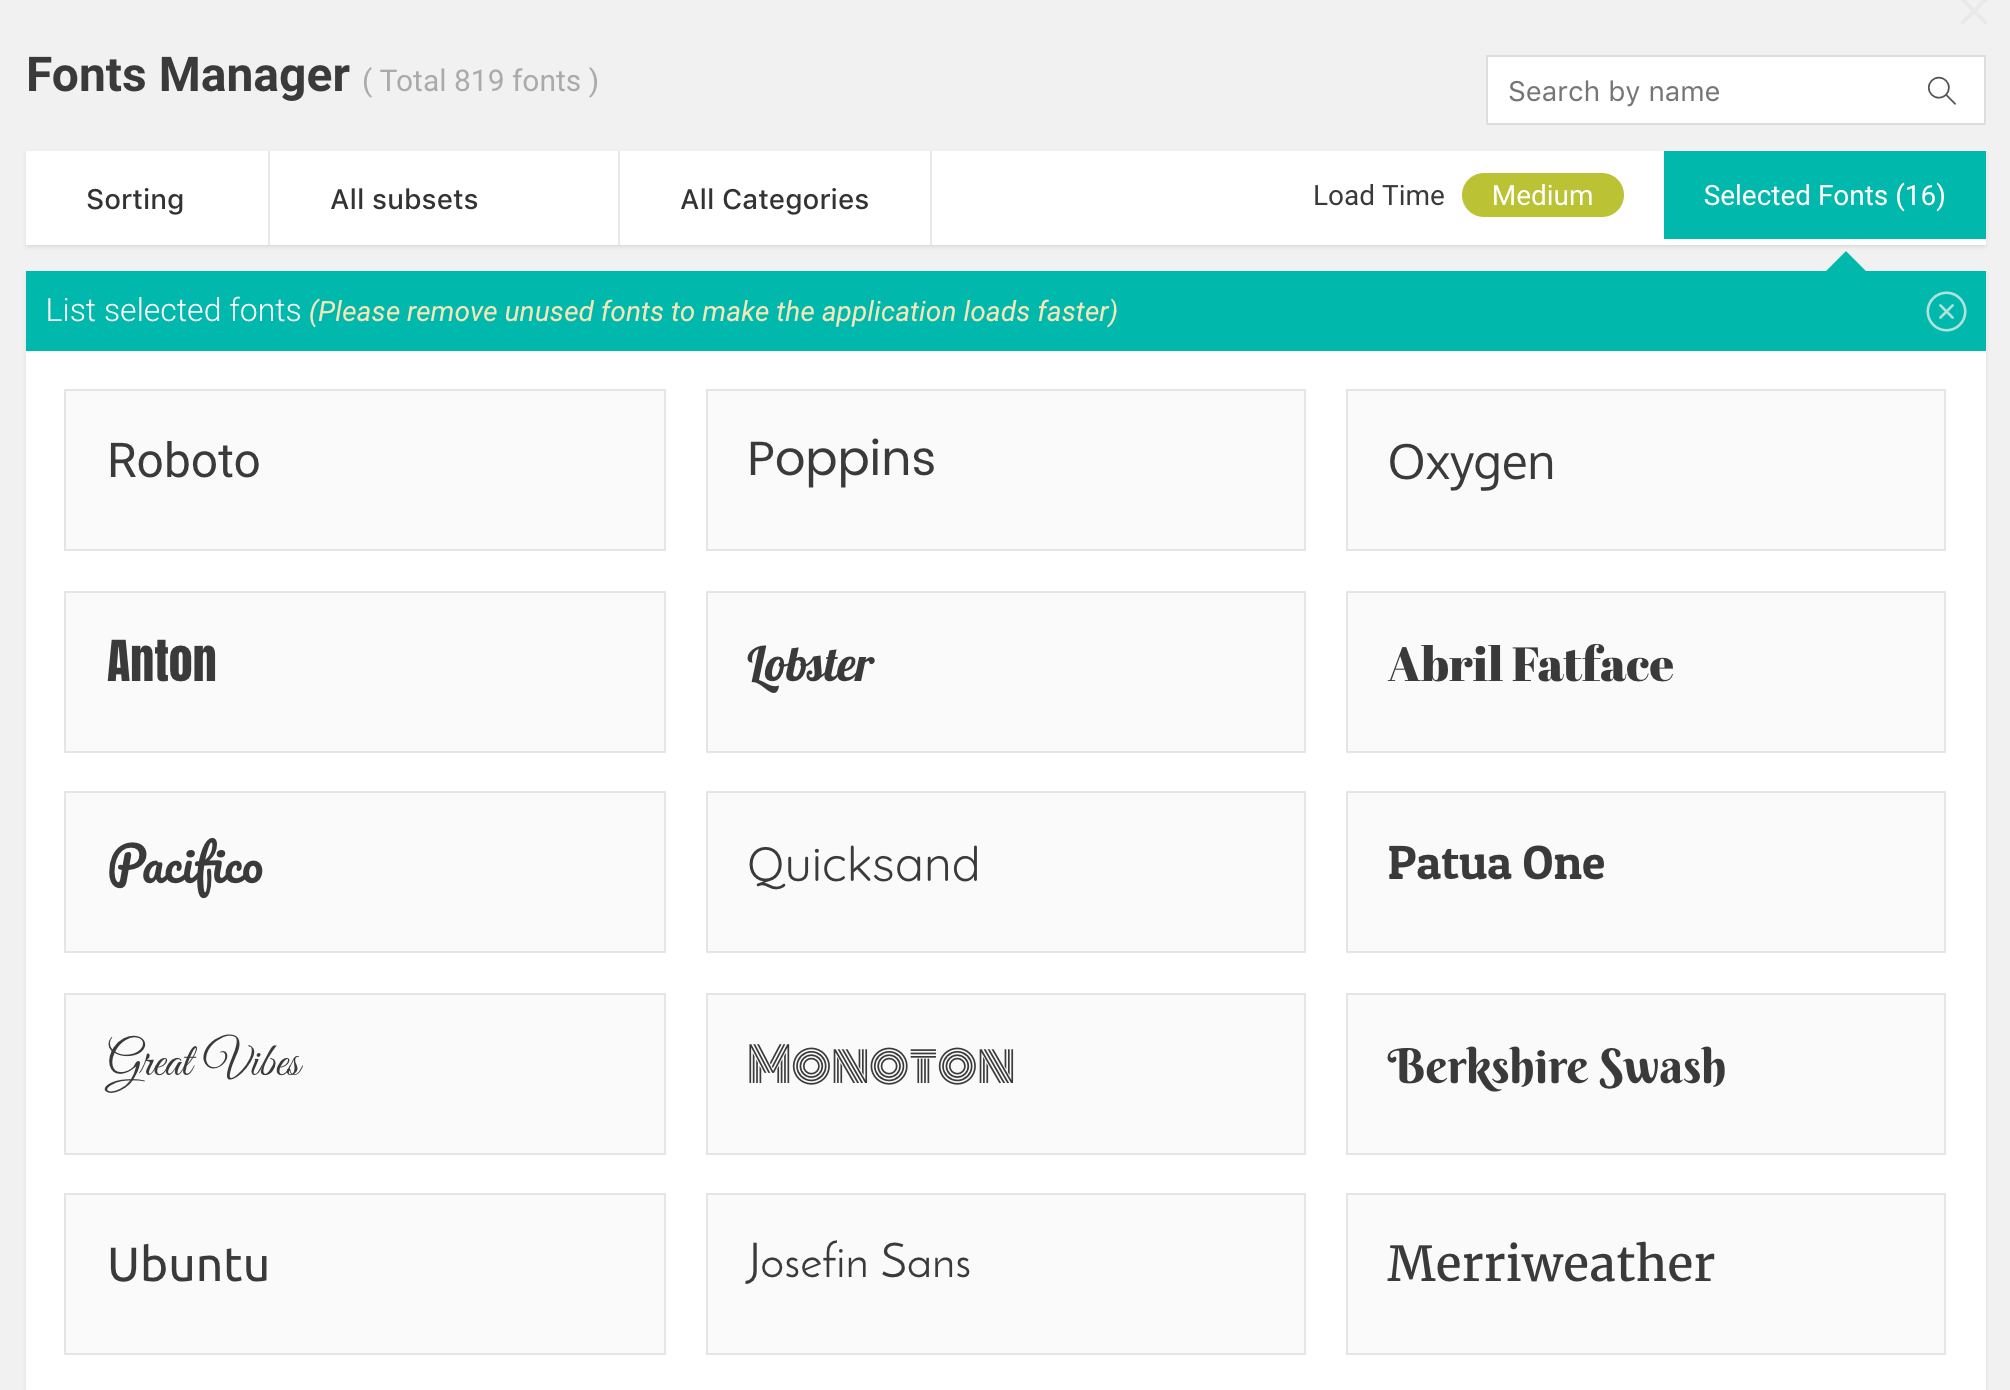 Fonts Manager ( Total 819 fonts )
Search by name
Sorting All subsets All Categories Load Time Medium Selected Fonts (16)
List selected fonts (Please remove unused fonts to make the application loads faster)
Roboto Poppins Oxygen
Anton Lobster Abril Fatface
Pacifico Quicksand Patua One
Great Vibes Monoton Berkshire Swash
Ubuntu Josefin Sans Merriweather